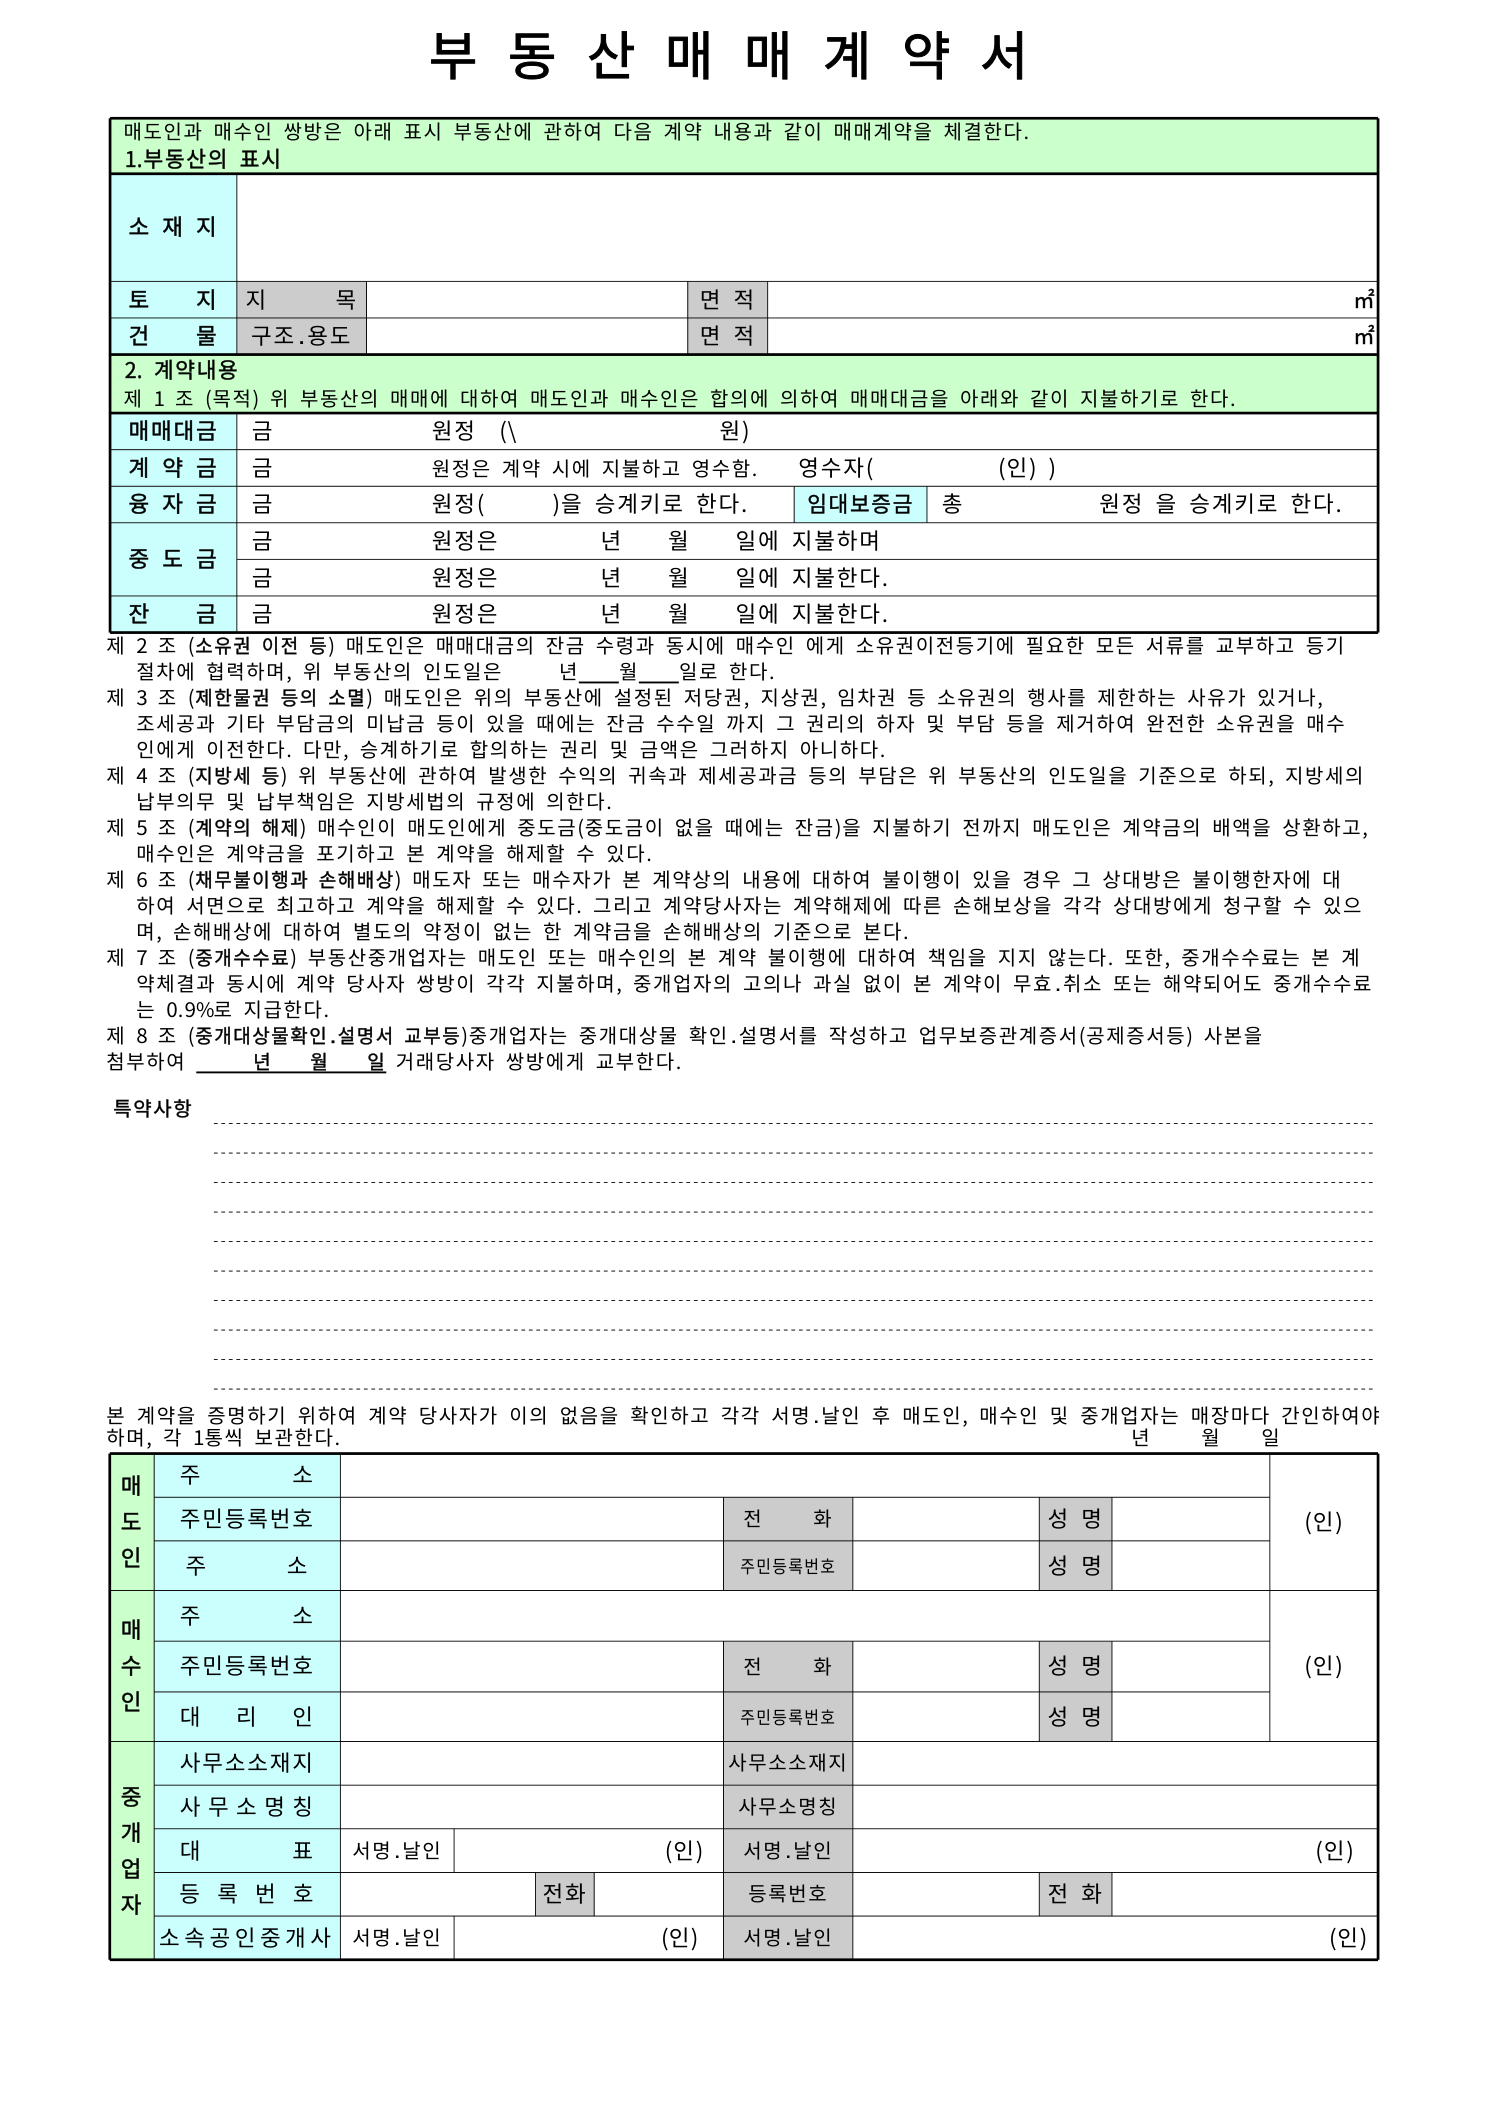 부 동 산 매 매 계 약 서
매도인과 매수인 쌍방은 아래 표시 부동산에 관하여 다음 계약 내용과 같이 매매계약을 체결한다.
1.부동산의 표시
소 재 지
토 지 지 목 면 적 ㎡
건 물 구조.용도 면 적 ㎡
2. 계약내용
제 1 조 (목적) 위 부동산의 매매에 대하여 매도인과 매수인은 합의에 의하여 매매대금을 아래와 같이 지불하기로 한다.
매매대금 금 원정 (\ 원)
계 약 금 금 원정은 계약 시에 지불하고 영수함. 영수자( (인) )
융 자 금 금 원정( )을 승계키로 한다. 임대보증금 총 원정 을 승계키로 한다.
중 도 금 금 원정은 년 월 일에 지불하며
금 원정은 년 월 일에 지불한다.
잔 금 금 원정은 년 월 일에 지불한다.
제 2 조 (소유권 이전 등) 매도인은 매매대금의 잔금 수령과 동시에 매수인 에게 소유권이전등기에 필요한 모든 서류를 교부하고 등기
절차에 협력하며, 위 부동산의 인도일은 년____월____일로 한다.
제 3 조 (제한물권 등의 소멸) 매도인은 위의 부동산에 설정된 저당권, 지상권, 임차권 등 소유권의 행사를 제한하는 사유가 있거나,
조세공과 기타 부담금의 미납금 등이 있을 때에는 잔금 수수일 까지 그 권리의 하자 및 부담 등을 제거하여 완전한 소유권을 매수
인에게 이전한다. 다만, 승계하기로 합의하는 권리 및 금액은 그러하지 아니하다.
제 4 조 (지방세 등) 위 부동산에 관하여 발생한 수익의 귀속과 제세공과금 등의 부담은 위 부동산의 인도일을 기준으로 하되, 지방세의
납부의무 및 납부책임은 지방세법의 규정에 의한다.
제 5 조 (계약의 해제) 매수인이 매도인에게 중도금(중도금이 없을 때에는 잔금)을 지불하기 전까지 매도인은 계약금의 배액을 상환하고,
매수인은 계약금을 포기하고 본 계약을 해제할 수 있다.
제 6 조 (채무불이행과 손해배상) 매도자 또는 매수자가 본 계약상의 내용에 대하여 불이행이 있을 경우 그 상대방은 불이행한자에 대
하여 서면으로 최고하고 계약을 해제할 수 있다. 그리고 계약당사자는 계약해제에 따른 손해보상을 각각 상대방에게 청구할 수 있으
며, 손해배상에 대하여 별도의 약정이 없는 한 계약금을 손해배상의 기준으로 본다.
제 7 조 (중개수수료) 부동산중개업자는 매도인 또는 매수인의 본 계약 불이행에 대하여 책임을 지지 않는다. 또한, 중개수수료는 본 계
약체결과 동시에 계약 당사자 쌍방이 각각 지불하며, 중개업자의 고의나 과실 없이 본 계약이 무효.취소 또는 해약되어도 중개수수료
는 0.9%로 지급한다.
제 8 조 (중개대상물확인.설명서 교부등)중개업자는 중개대상물 확인.설명서를 작성하고 업무보증관계증서(공제증서등) 사본을
첨부하여 년 월 일 거래당사자 쌍방에게 교부한다.
특약사항
본 계약을 증명하기 위하여 계약 당사자가 이의 없음을 확인하고 각각 서명.날인 후 매도인, 매수인 및 중개업자는 매장마다 간인하여야
하며, 각 1통씩 보관한다. 년 월 일
매도인 주 소 (인)
주민등록번호 전 화 성 명
주 소 주민등록번호 성 명
매수인 주 소 (인)
주민등록번호 전 화 성 명
대 리 인 주민등록번호 성 명
중개업자 사무소소재지 사무소소재지
사 무 소 명 칭 사무소명칭
대 표 서명.날인 (인) 서명.날인 (인)
등 록 번 호 전화 등록번호 전 화
소속공인중개사 서명.날인 (인) 서명.날인 (인)